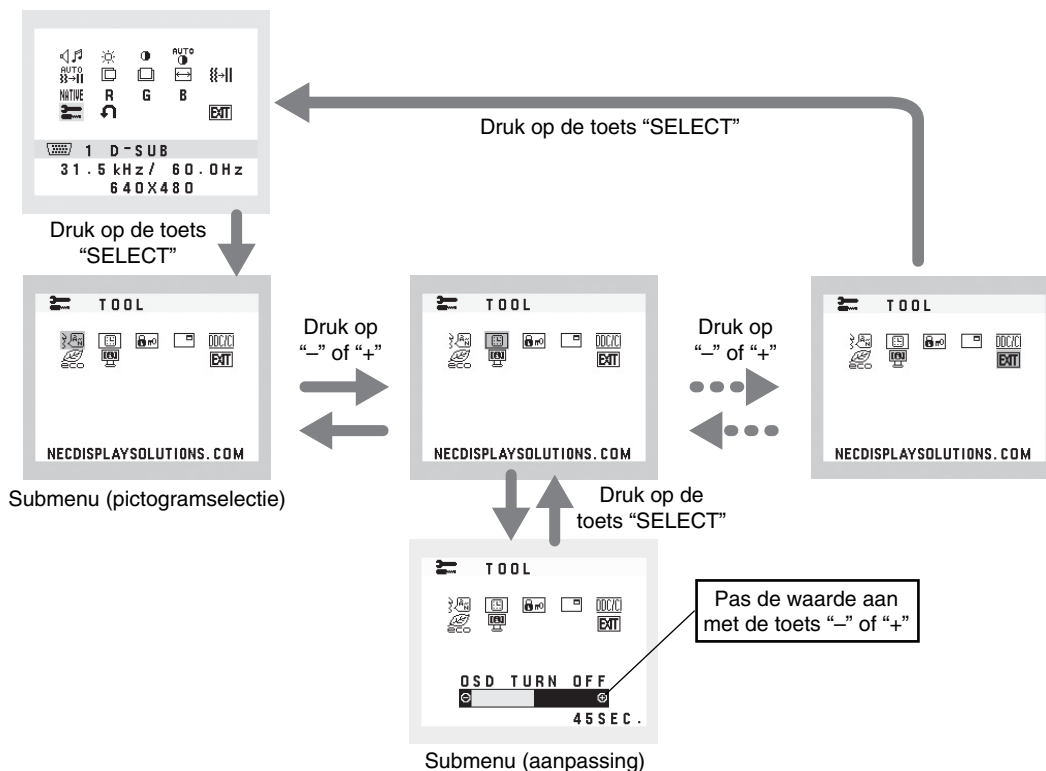 AUTO
AUTO
NATIVE R G B
EXIT
1 D-SUB
31.5 kHz/ 60.0Hz
640X480
Druk op de toets “SELECT”
Druk op de toets
“SELECT”
TOOL
DDC/CI
eco
EXIT
NECDISPLAYSOLUTIONS.COM
Submenu (pictogramselectie)
Druk op
“–” of “+”
TOOL
DDC/CI
eco
EXIT
NECDISPLAYSOLUTIONS.COM
Druk op
“–” of “+”
TOOL
DDC/CI
eco
EXIT
NECDISPLAYSOLUTIONS.COM
Druk op de
toets “SELECT”
TOOL
DDC/CI
eco
EXIT
OSD TURN OFF
45SEC.
Pas de waarde aan
met de toets “–” of “+”
Submenu (aanpassing)